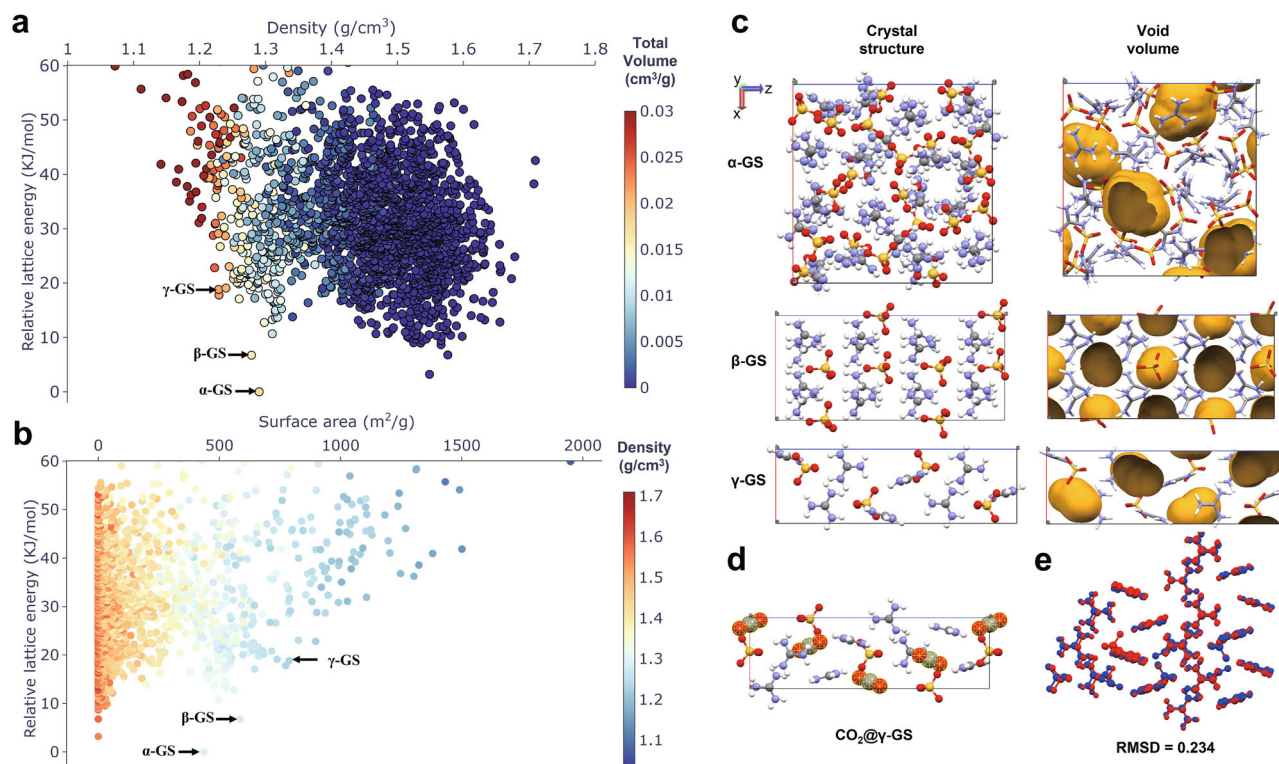 a
Density (g/cm³)
1 1.1 1.2 1.3 1.4 1.5 1.6 1.7 1.8
Relative lattice energy (KJ/mol)
60
50
40
30
20
10
0
γ-GS
β-GS
α-GS
Total
Volume
(cm³/g)
0.03
0.025
0.02
0.015
0.01
0.005
0
b
Surface area (m²/g)
0 500 1000 1500 2000
Relative lattice energy (KJ/mol)
60
50
40
30
20
10
0
γ-GS
β-GS
α-GS
Density
(g/cm³)
1.7
1.6
1.5
1.4
1.3
1.2
1.1
c
Crystal
structure
Void
volume
y
z
x
α-GS
β-GS
γ-GS
d
CO₂@γ-GS
e
RMSD = 0.234